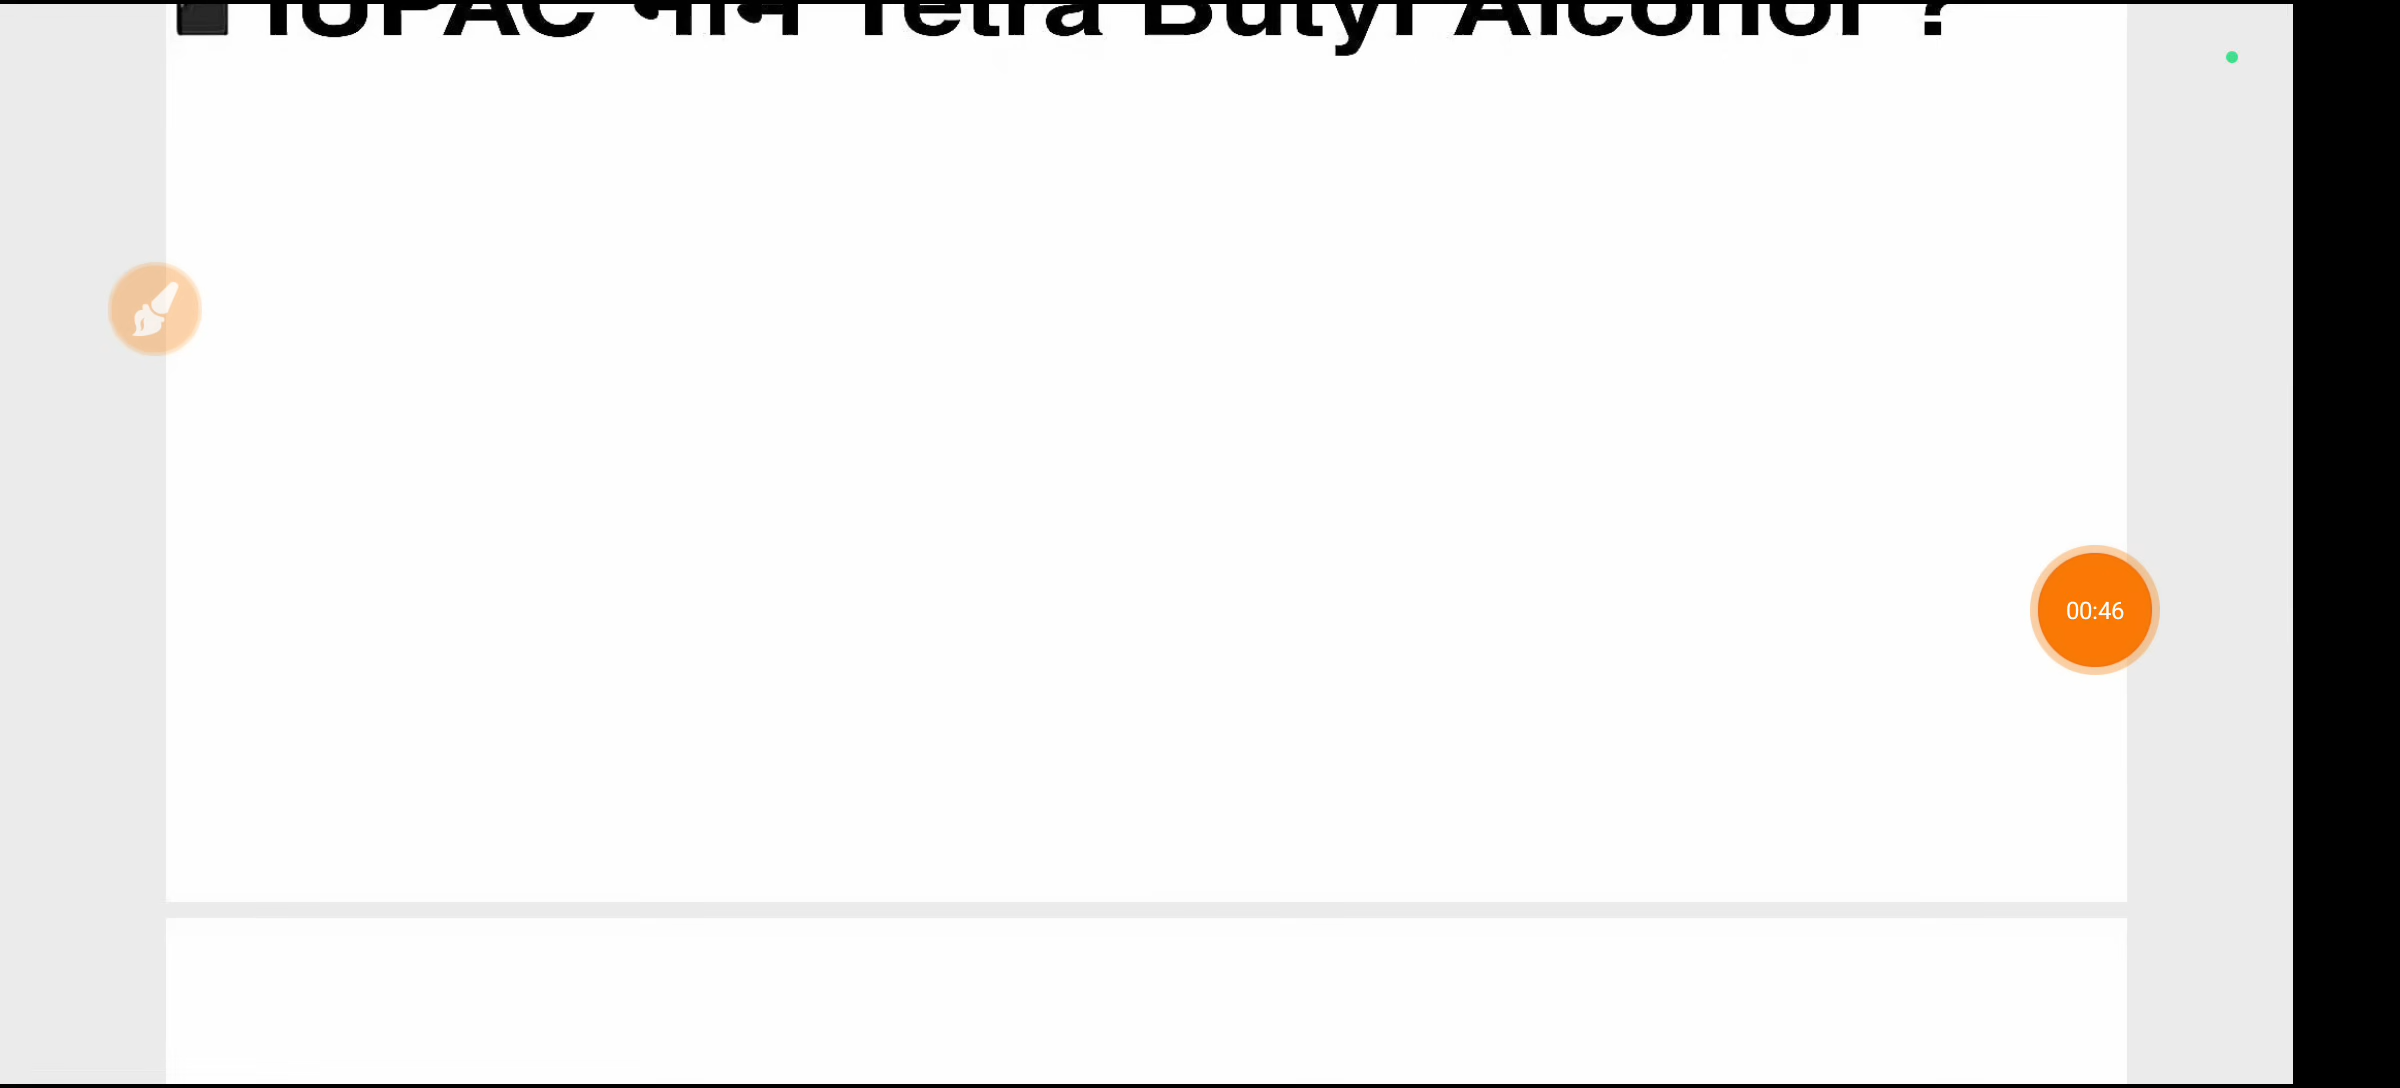 IUPAC नाम Tetra Butyl Alcohol ?
00:46